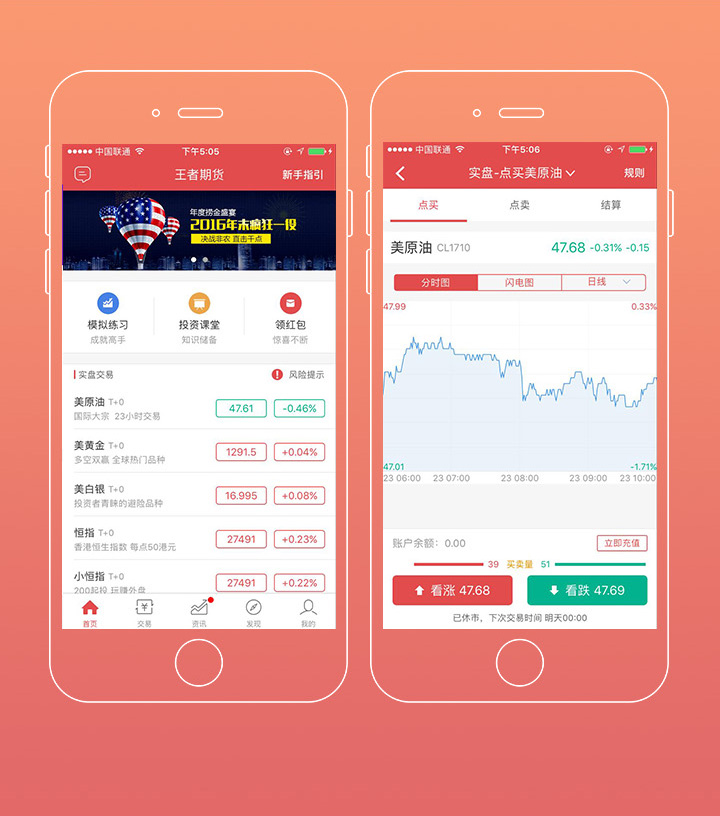 中国联通 下午5:05
王者期货 新手指引
年度捞金盛宴
2016年末疯狂一役
决战非农 直击千点
模拟练习 投资课堂 领红包
成就高手 知识储备 惊喜不断
实盘交易 风险提示
美原油 T+0 47.61 -0.46%
国际大宗 23小时交易
美黄金 T+0 1291.5 +0.04%
多空双赢 全球热门品种
美白银 T+0 16.995 +0.08%
投资者青睐的避险品种
恒指 T+0 27491 +0.23%
香港恒生指数 每点50港元
小恒指 T+0 27491 +0.22%
200起投 玩赚外盘
首页 交易 资讯 发现 我的
中国联通 下午5:06
实盘-点买美原油 规则
点买 点卖 结算
美原油 CL1710 47.68 -0.31% -0.15
分时图 闪电图 日线
47.99 0.33%
47.01 -1.71%
23 06:00 23 07:00 23 08:00 23 09:00 23 10:00
账户余额：0.00 立即充值
39 买卖量 51
看涨 47.68 看跌 47.69
已休市，下次交易时间 明天00:00